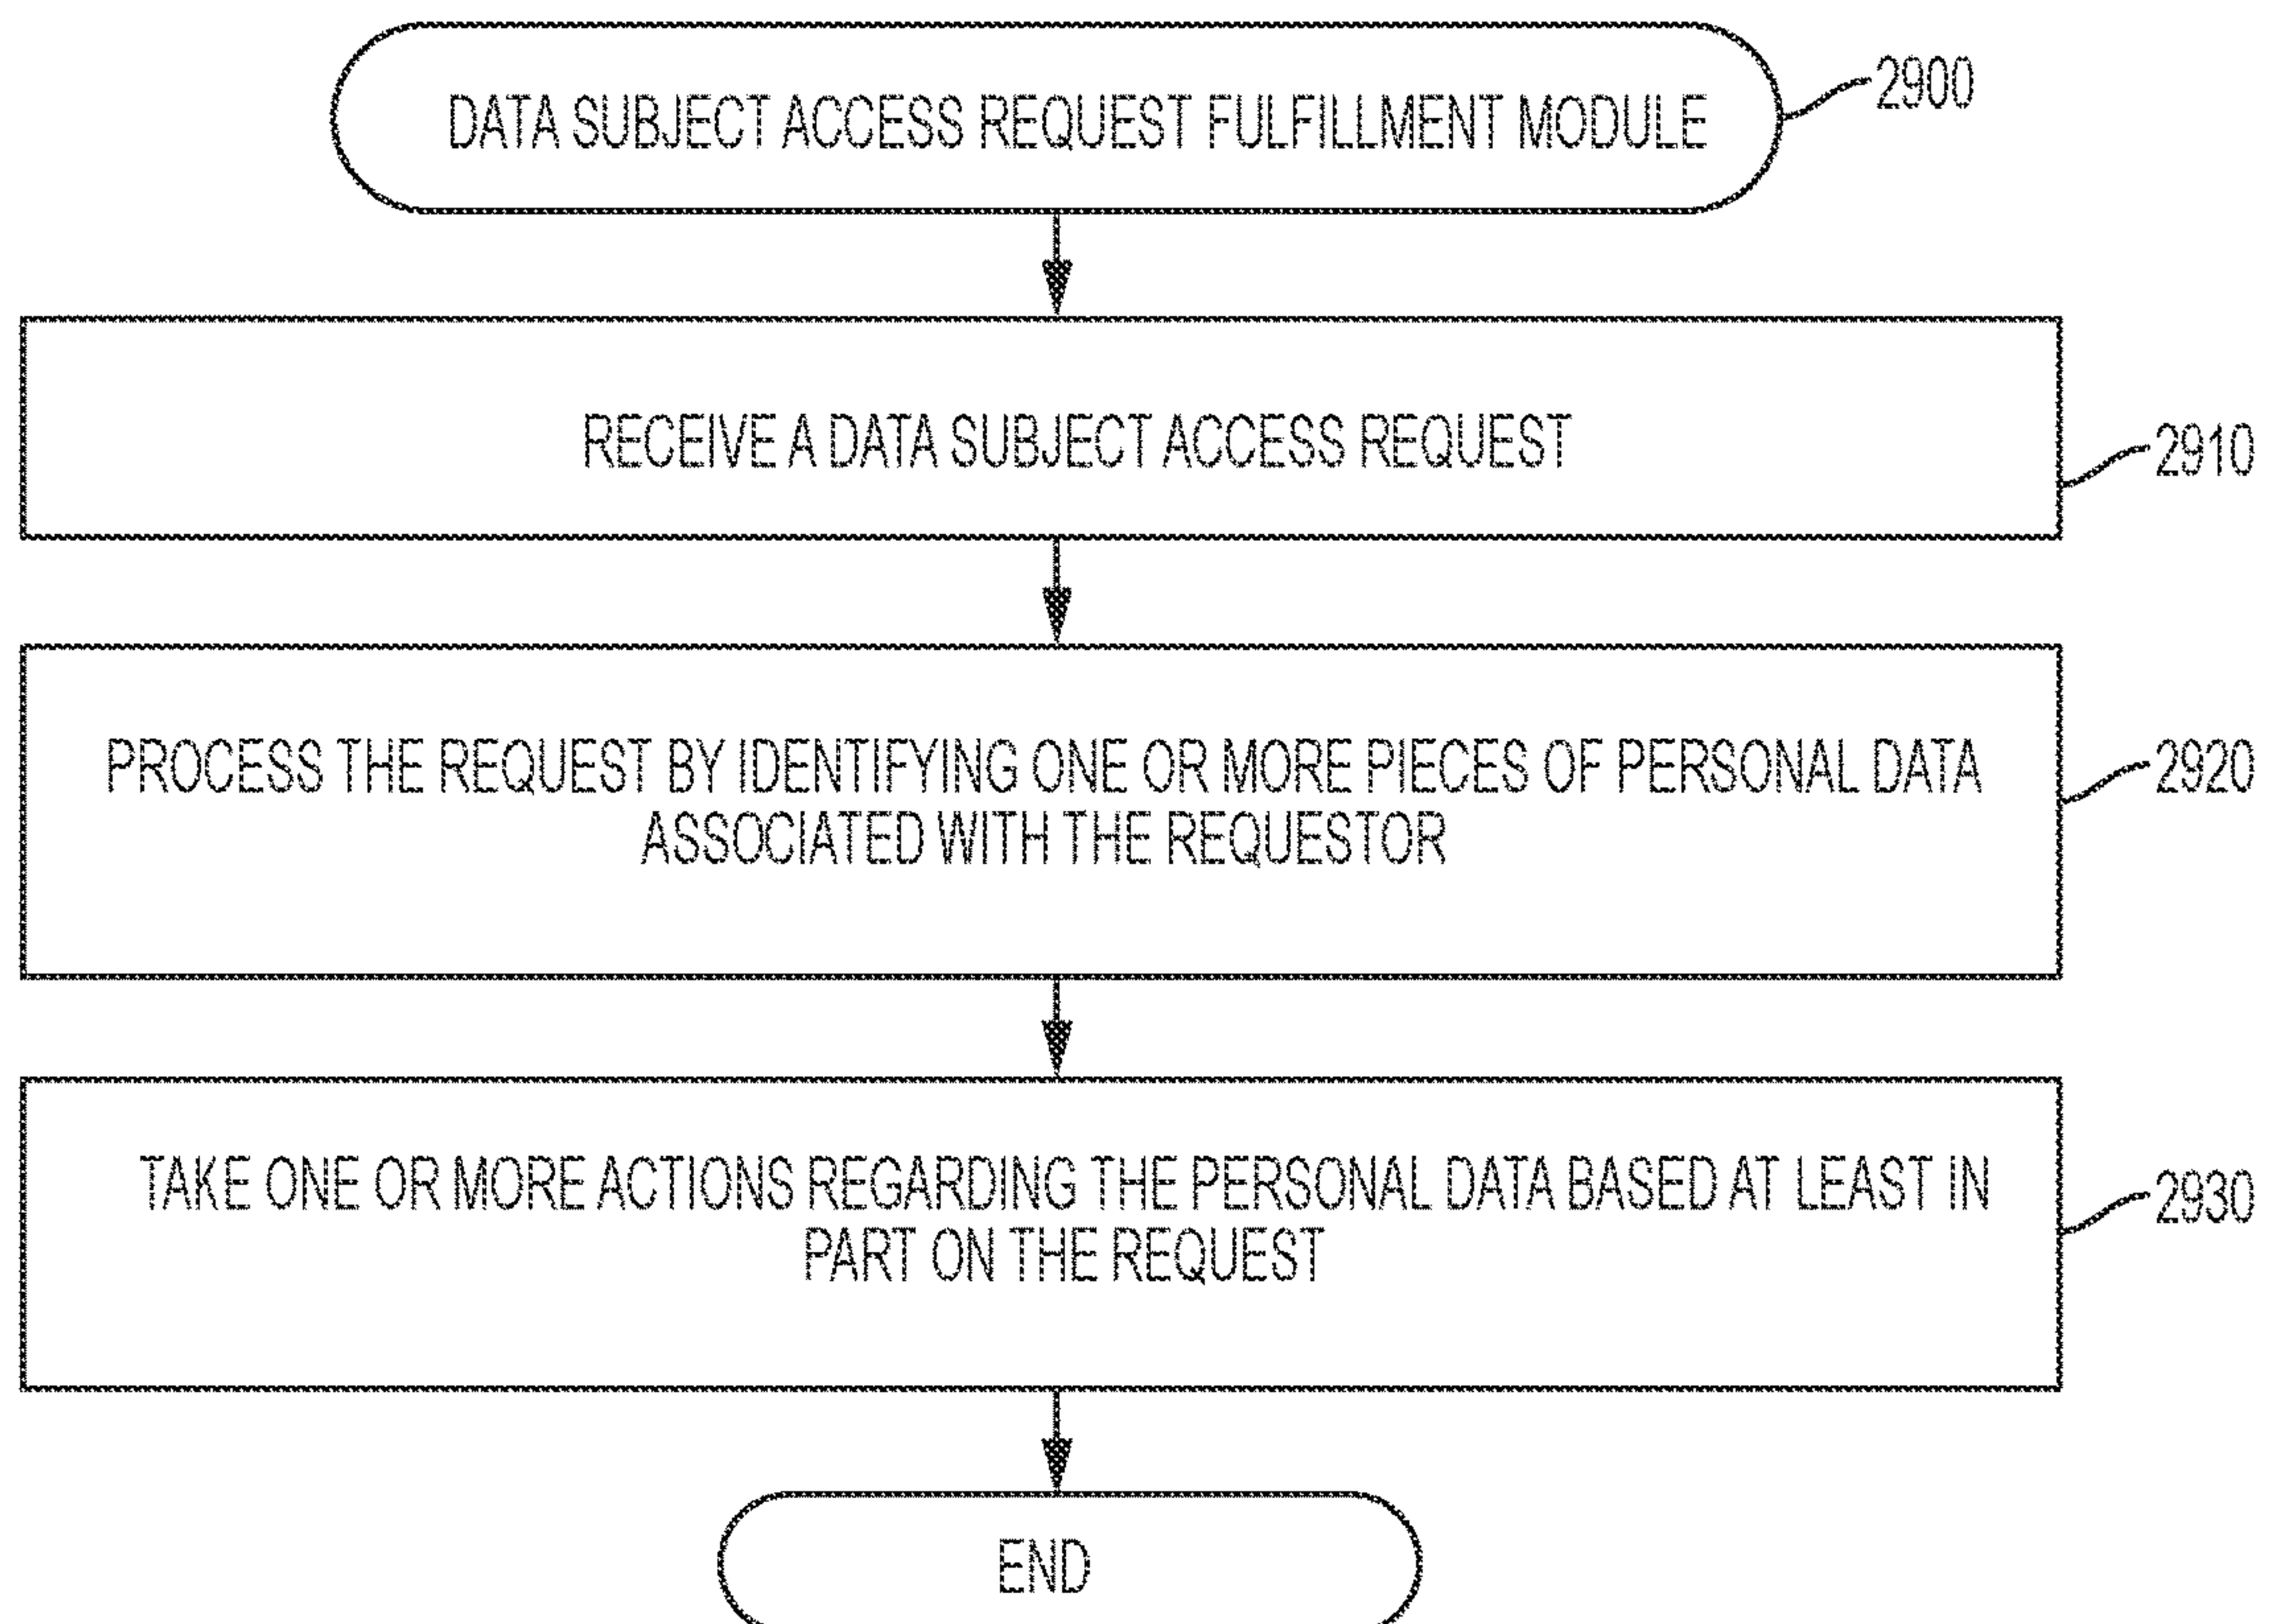 DATA SUBJECT ACCESS REQUEST FULFILLMENT MODULE
2900
RECEIVE A DATA SUBJECT ACCESS REQUEST
2910
PROCESS THE REQUEST BY IDENTIFYING ONE OR MORE PIECES OF PERSONAL DATA
ASSOCIATED WITH THE REQUESTOR
2920
TAKE ONE OR MORE ACTIONS REGARDING THE PERSONAL DATA BASED AT LEAST IN
PART ON THE REQUEST
2930
END